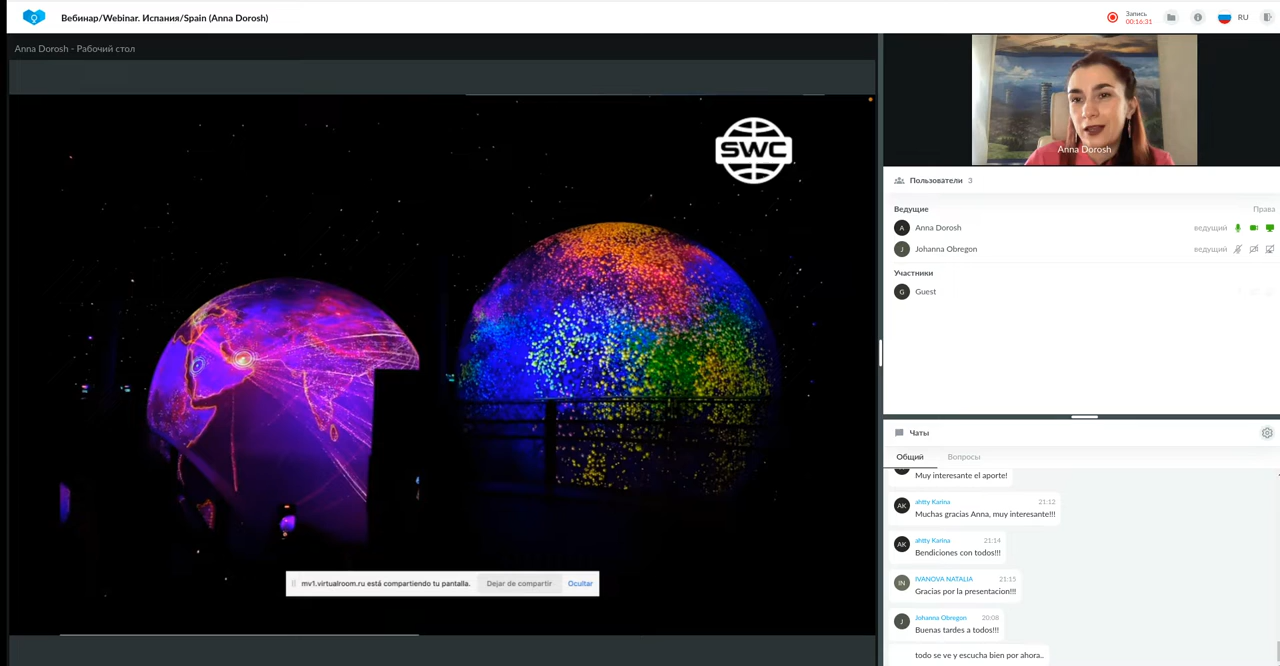 Вебинар/Webinar. Испания/Spain (Anna Dorosh)
Запись
00:16:31
RU
Anna Dorosh - Рабочий стол
SWC
mv1.virtualroom.ru está compartiendo tu pantalla.
Dejar de compartir
Ocultar
Anna Dorosh
Пользователи 3
Ведущие
Права
A
Anna Dorosh
ведущий
J
Johanna Obregon
ведущий
Участники
G
Guest
Чаты
Общий
Вопросы
Muy interesante el aporte!
AK
ahtty Karina
21:12
Muchas gracias Anna, muy interesante!!!
AK
ahtty Karina
21:14
Bendiciones con todos!!!
IN
IVANOVA NATALIA
21:15
Gracias por la presentacion!!!
J
Johanna Obregon
20:08
Buenas tardes a todos!!!
todo se ve y escucha bien por ahora..